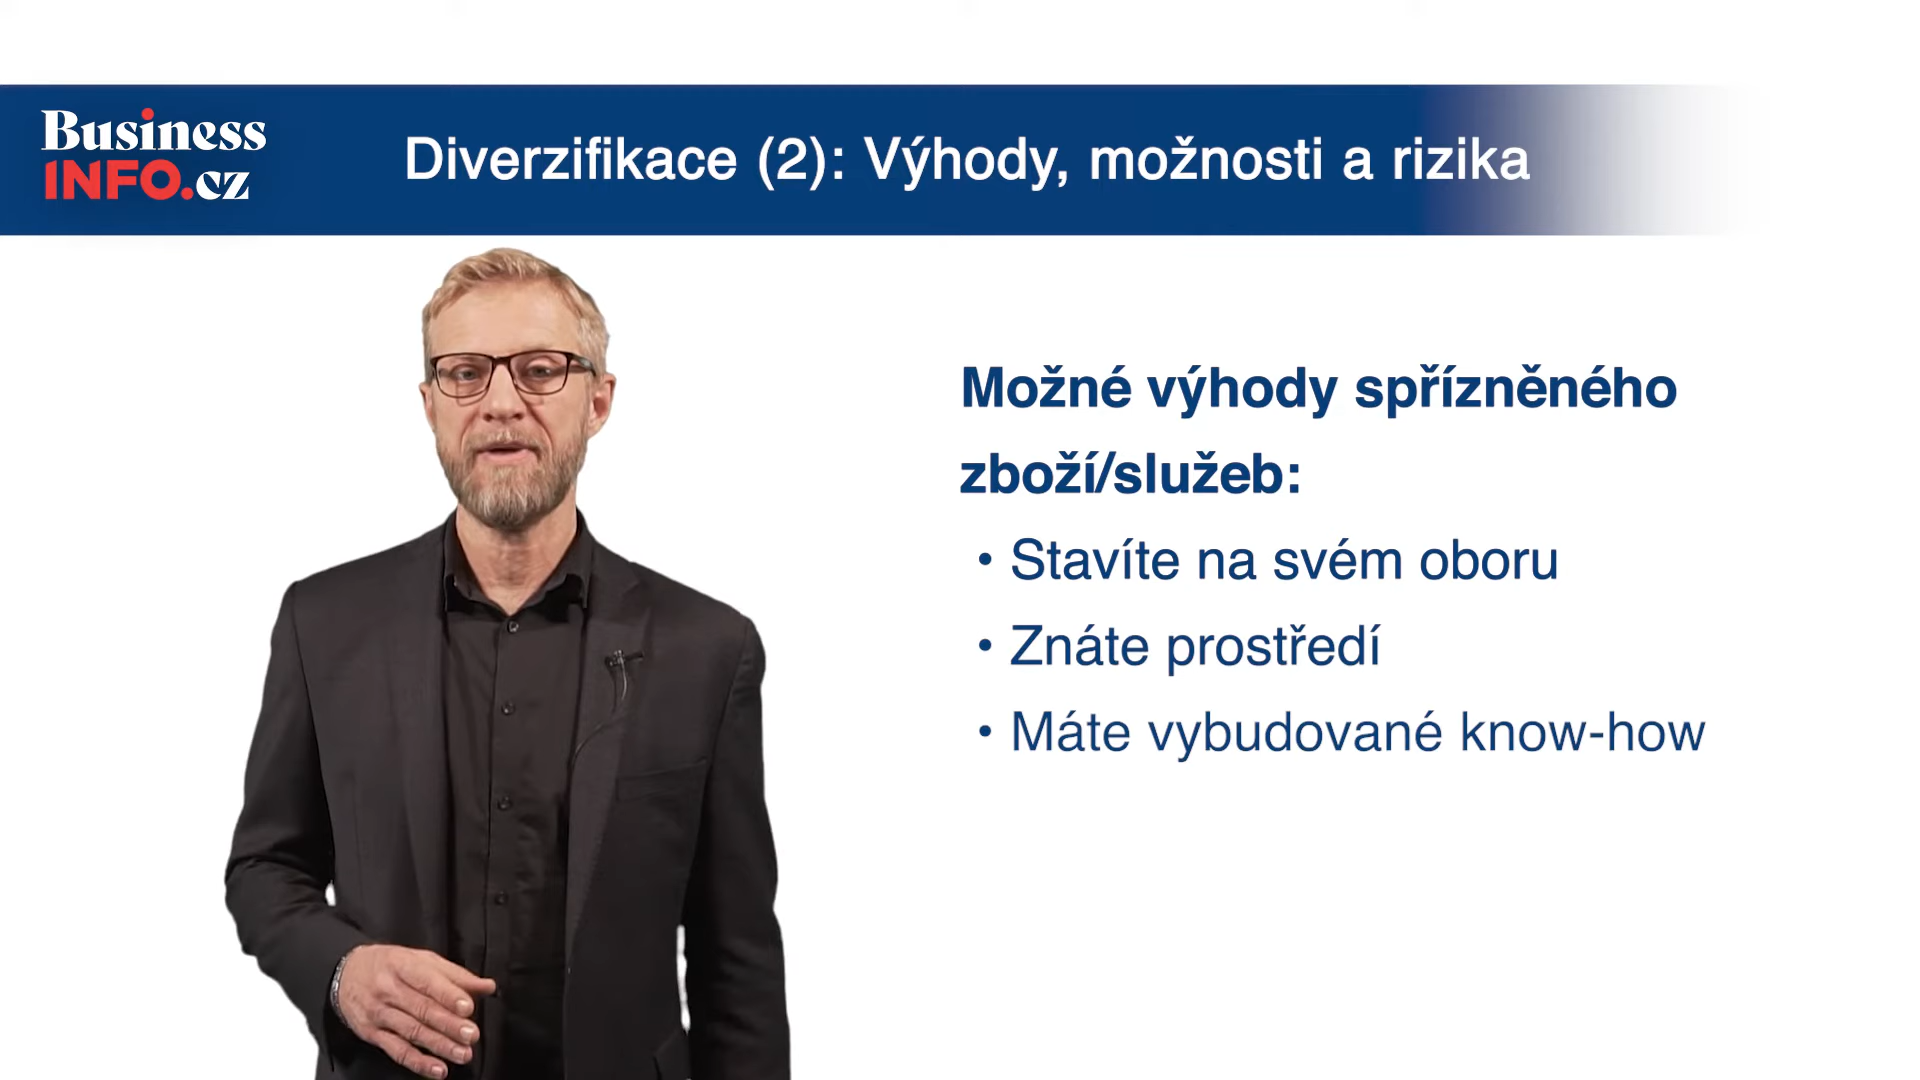 Business
INFO.cz
Diverzifikace (2): Výhody, možnosti a rizika
Možné výhody spřízněného
zboží/služeb:
• Stavíte na svém oboru
• Znáte prostředí
• Máte vybudované know-how